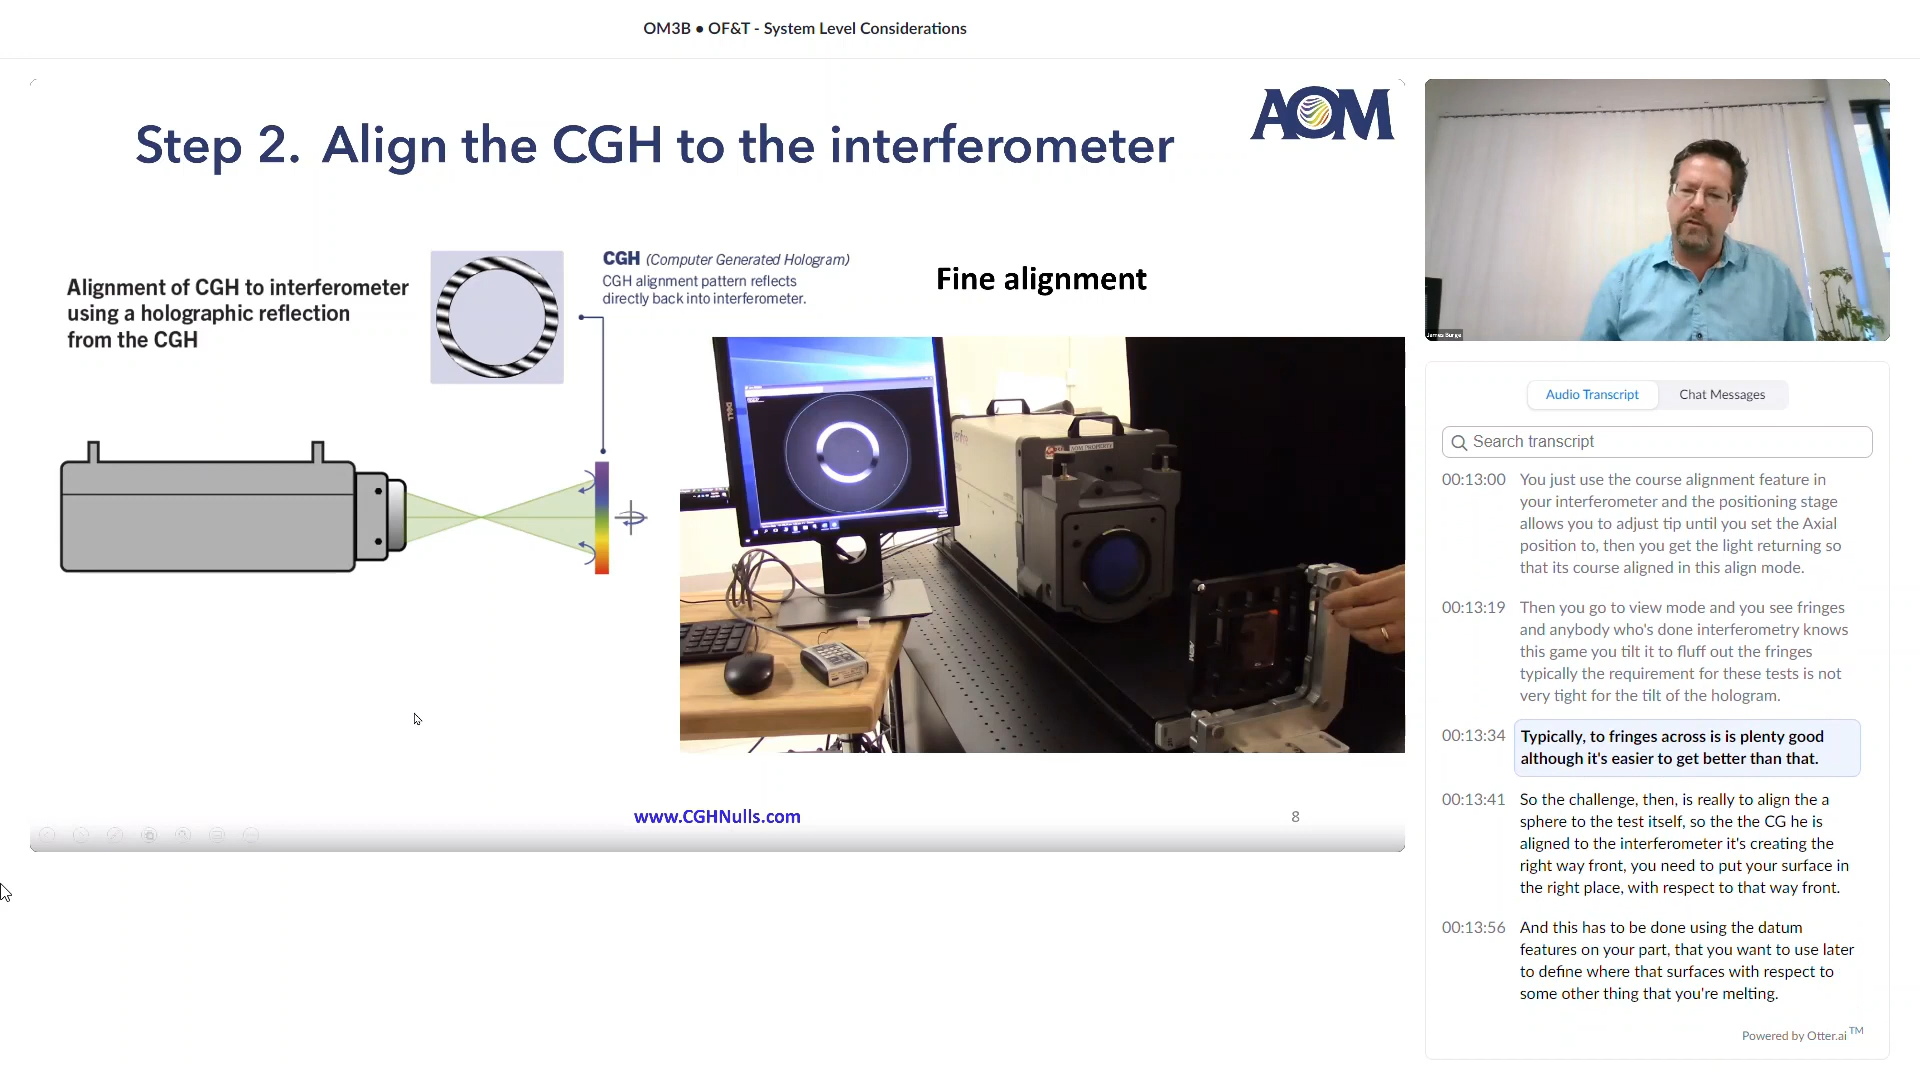 OM3B ● OF&T - System Level Considerations
AOM
Step 2. Align the CGH to the interferometer
Alignment of CGH to interferometer
using a holographic reflection
from the CGH
CGH (Computer Generated Hologram)
CGH alignment pattern reflects
directly back into interferometer.
Fine alignment
DELL
AOM PROPERTY
www.CGHNulls.com
8
James Burge
Audio Transcript
Chat Messages
Search transcript
00:13:00 You just use the course alignment feature in
your interferometer and the positioning stage
allows you to adjust tip until you set the Axial
position to, then you get the light returning so
that its course aligned in this align mode.
00:13:19 Then you go to view mode and you see fringes
and anybody who's done interferometry knows
this game you tilt it to fluff out the fringes
typically the requirement for these tests is not
very tight for the tilt of the hologram.
00:13:34 Typically, to fringes across is is plenty good
although it's easier to get better than that.
00:13:41 So the challenge, then, is really to align the a
sphere to the test itself, so the the CG he is
aligned to the interferometer it's creating the
right way front, you need to put your surface in
the right place, with respect to that way front.
00:13:56 And this has to be done using the datum
features on your part, that you want to use later
to define where that surfaces with respect to
some other thing that you're melting.
Powered by Otter.ai TM